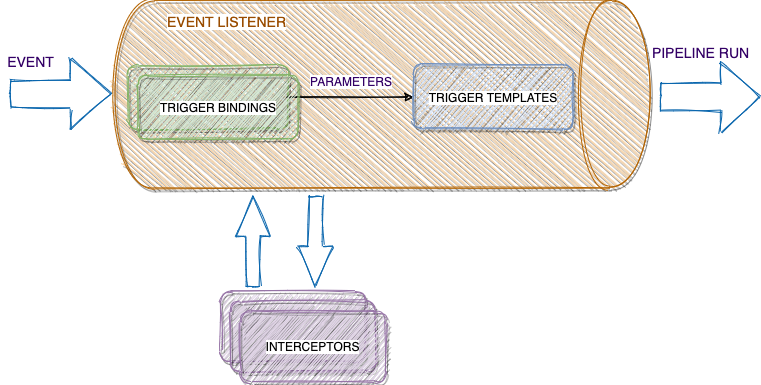 EVENT LISTENER
EVENT
PIPELINE RUN
PARAMETERS
TRIGGER BINDINGS
TRIGGER TEMPLATES
INTERCEPTORS